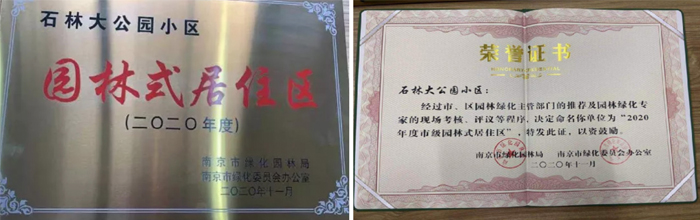 石林大公园小区
园林式居住区
(二〇二〇年度)
南京市绿化园林局
南京市绿化委员会办公室
二〇二〇年十一月
荣誉证书
石林大公园小区：
经过市、区园林绿化主管部门的推荐及园林绿化专
家的现场考核、评议等程序，决定命名你单位为“2020
年度市级园林式居住区”，特发此证，以资鼓励。
南京市绿化园林局 南京市绿化委员会办公室
二〇二〇年十一月